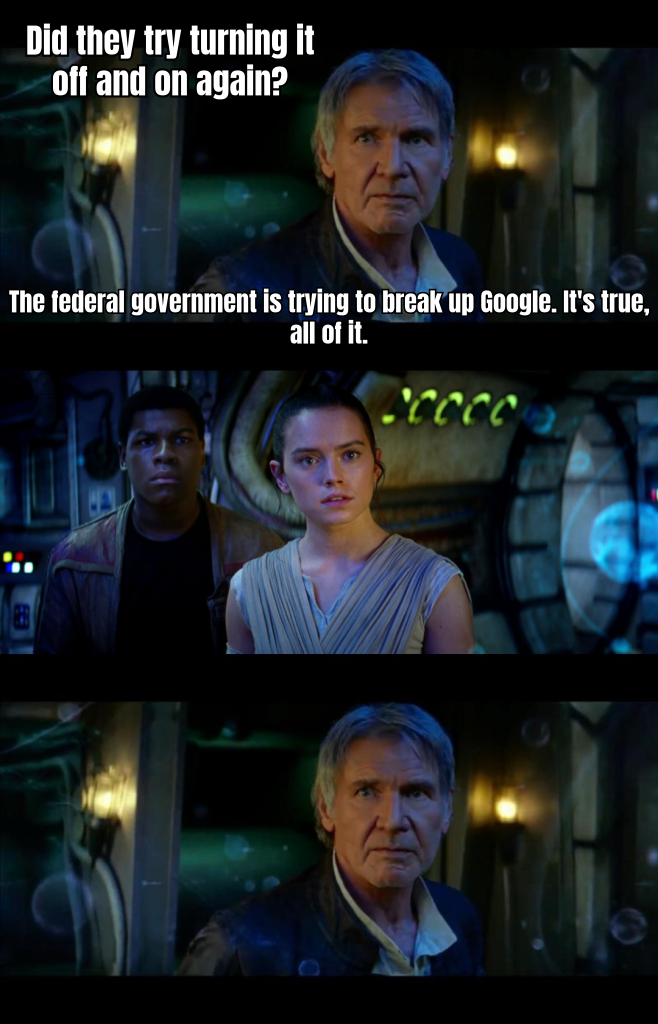 Did they try turning it
off and on again?
The federal government is trying to break up Google. It's true,
all of it.